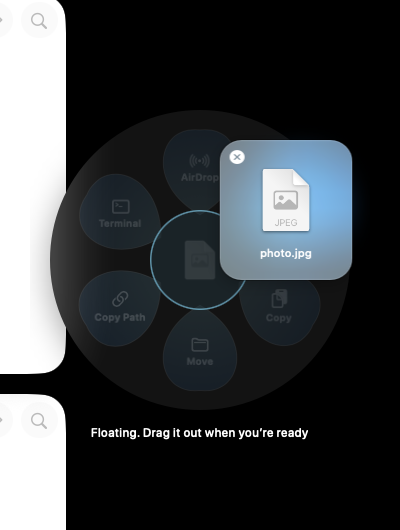 AirDrop
Terminal
JPEG
photo.jpg
Copy Path
Copy
Move
Floating. Drag it out when you’re ready